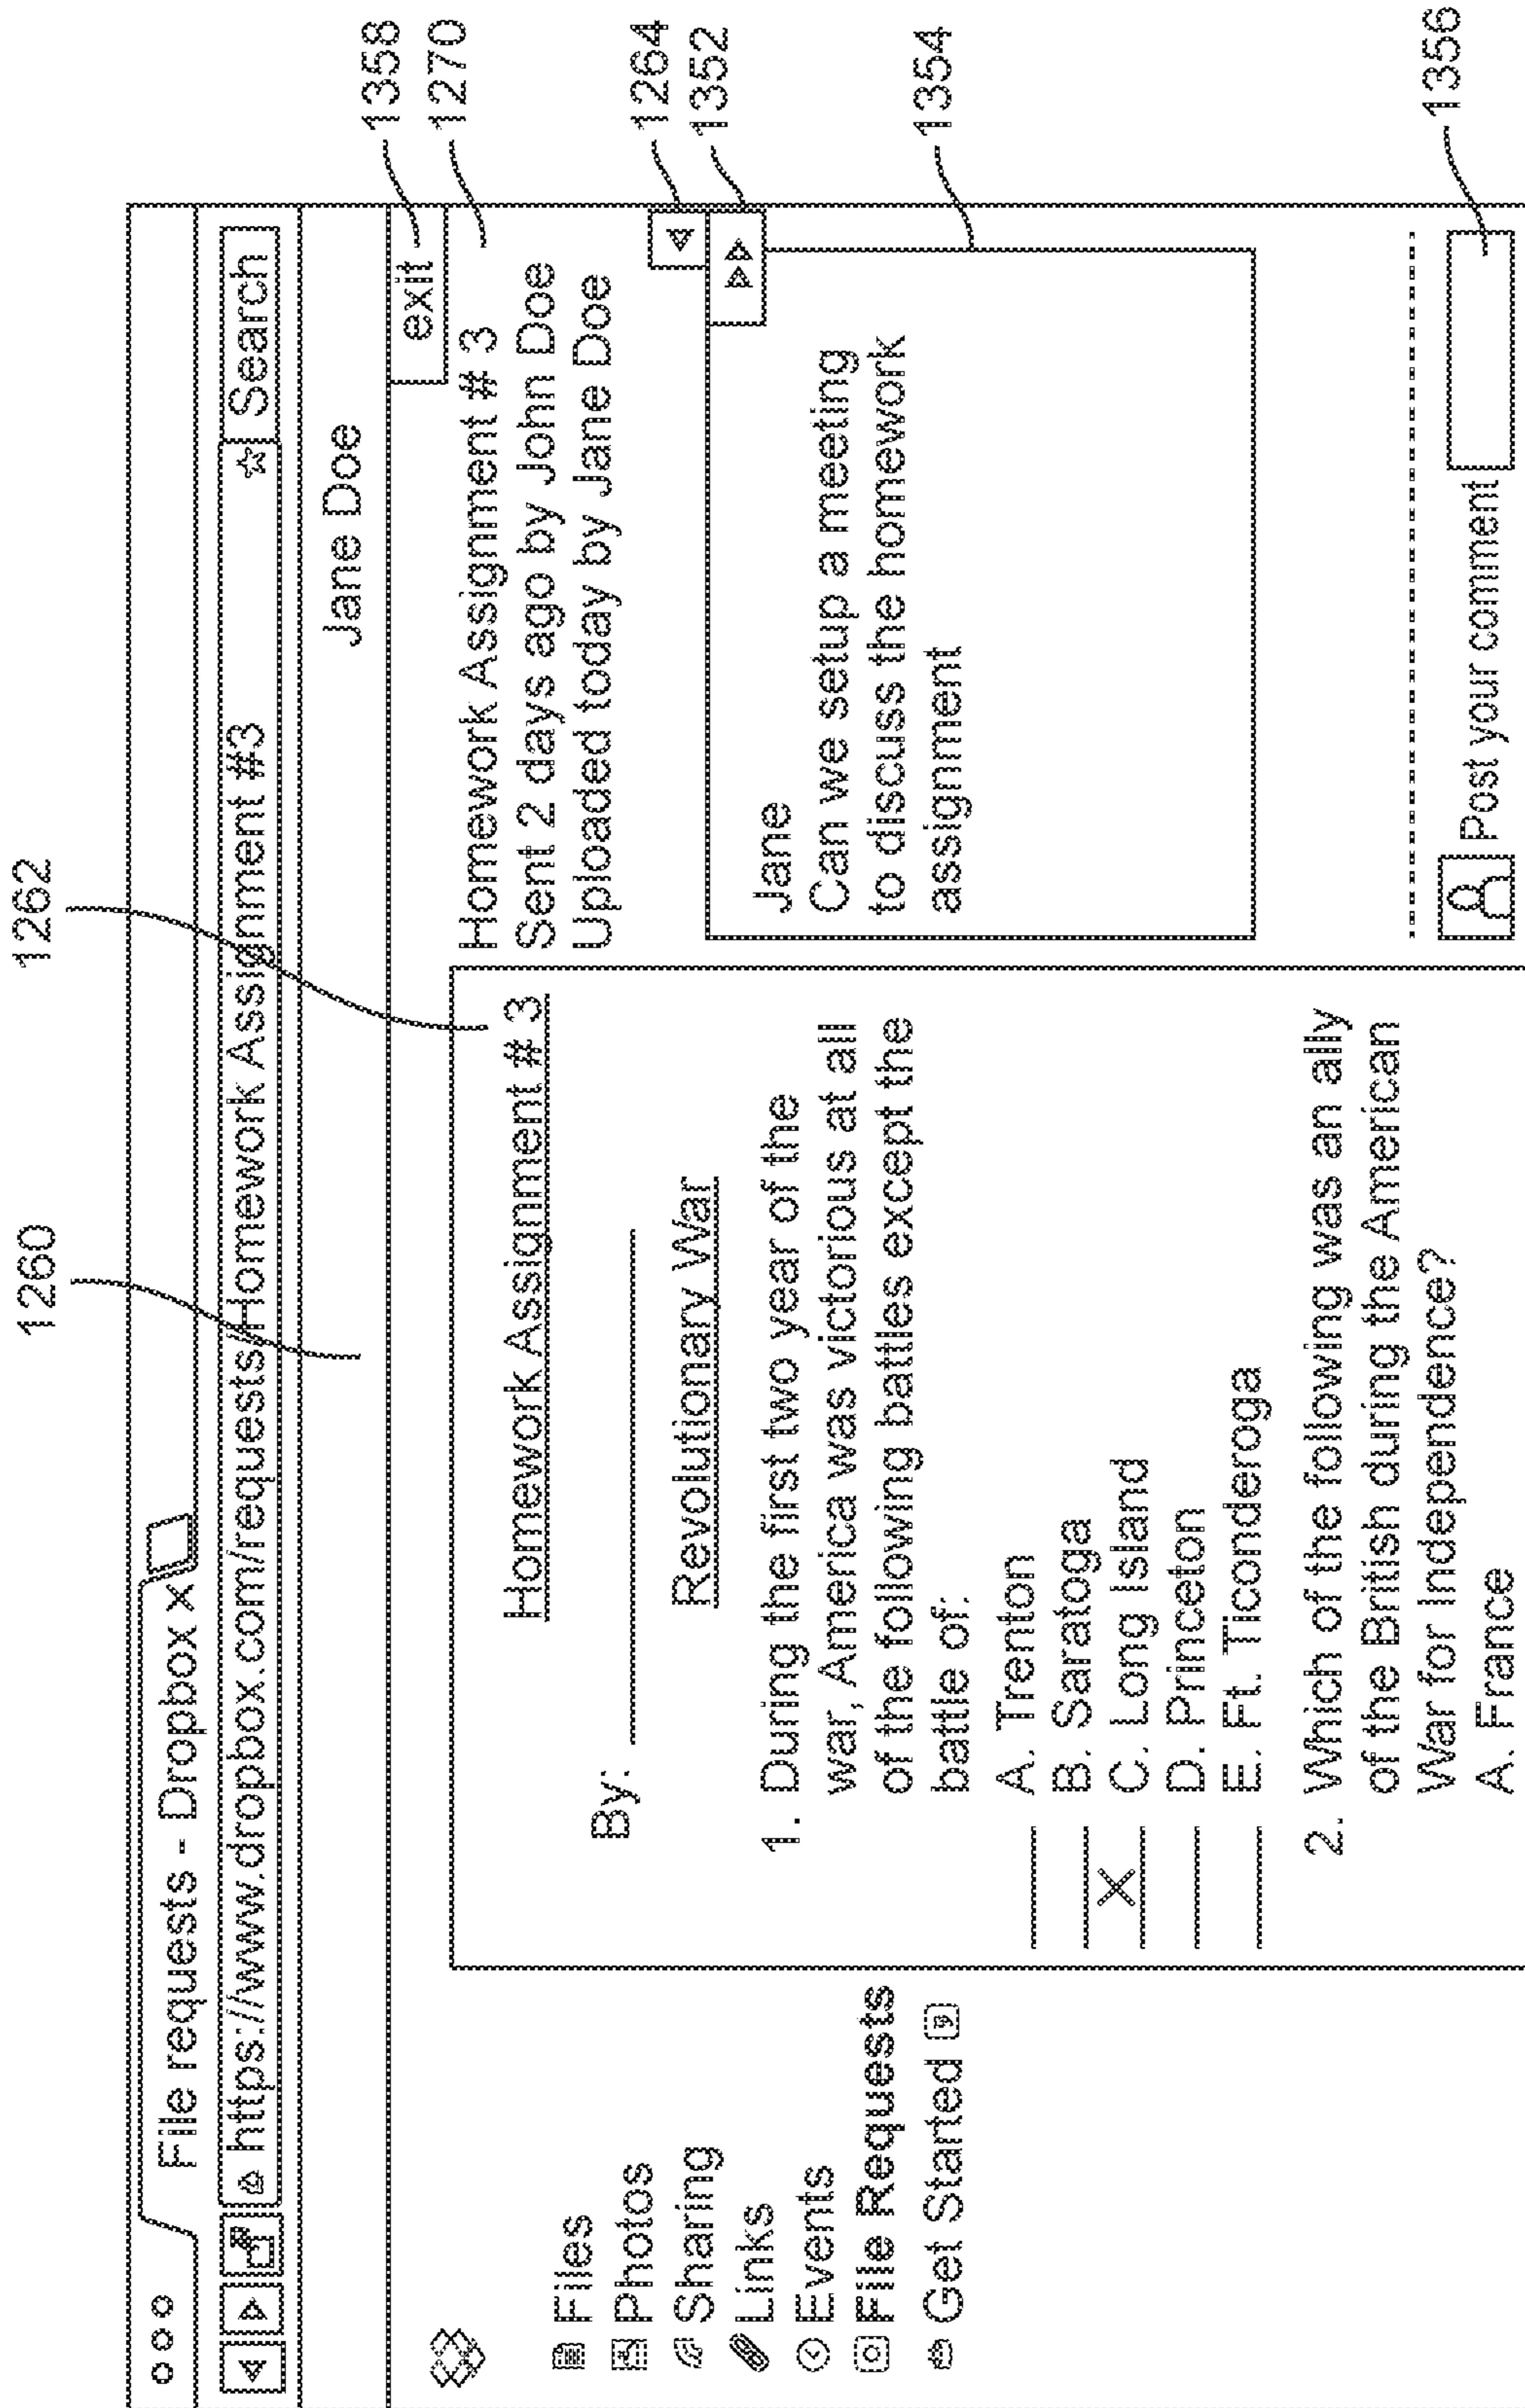 1260
1262
File requests - Dropbox x
https://www.dropbox.com/requests/Homework Assignment #3
Search
Jane Doe
exit
1358
1270
Files
Photos
Sharing
Links
Events
File Requests
Get Started
Homework Assignment # 3
By:
Revolutionary War
1. During the first two year of the
war, America was victorious at all
of the following battles except the
battle of:
A. Trenton
B. Saratoga
X C. Long Island
D. Princeton
E. Ft. Ticonderoga
2. Which of the following was an ally
of the British during the American
War for Independence?
A. France
Homework Assignment # 3
Sent 2 days ago by John Doe
Uploaded today by Jane Doe
1264
1352
Jane
Can we setup a meeting
to discuss the homework
assignment
1354
Post your comment
1356